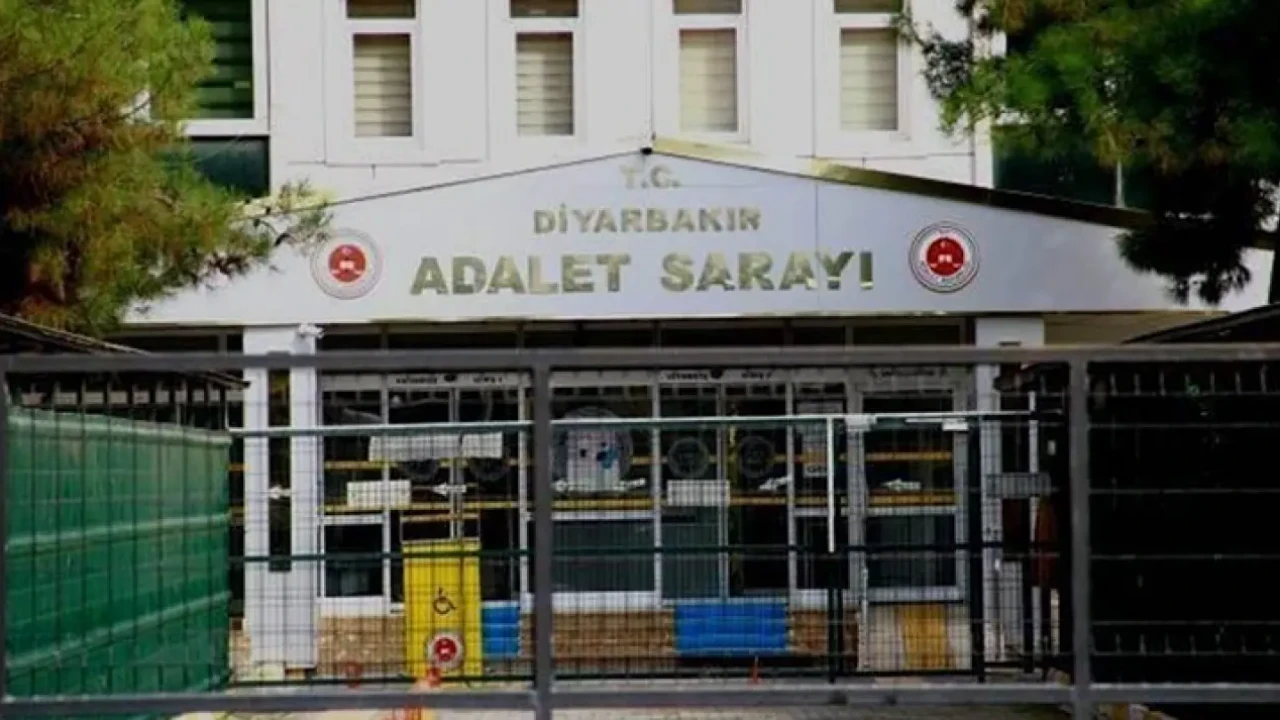 T.C.
DİYARBAKIR
ADALET SARAYI